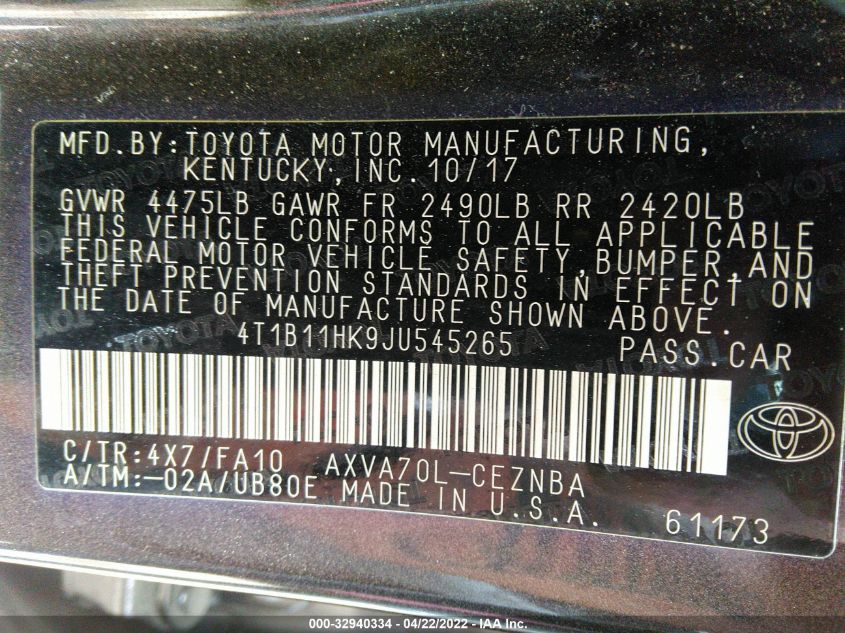 MFD.BY:TOYOTA MOTOR MANUFACTURING,
KENTUCKY,INC.10/17
GVWR 4475LB GAWR FR 2490LB RR 2420LB
THIS VEHICLE CONFORMS TO ALL APPLICABLE
FEDERAL MOTOR VEHICLE SAFETY,BUMPER,AND
THEFT PREVENTION STANDARDS IN EFFECT ON
THE DATE OF MANUFACTURE SHOWN ABOVE.
4T1B11HK9JU545265 PASS.CAR
C/TR:4X7/FA10 AXVA70L-CEZNBA
A/TM:-02A/UB80E MADE IN U.S.A. 61173
000-32940334 - 04/22/2022 - IAA Inc.